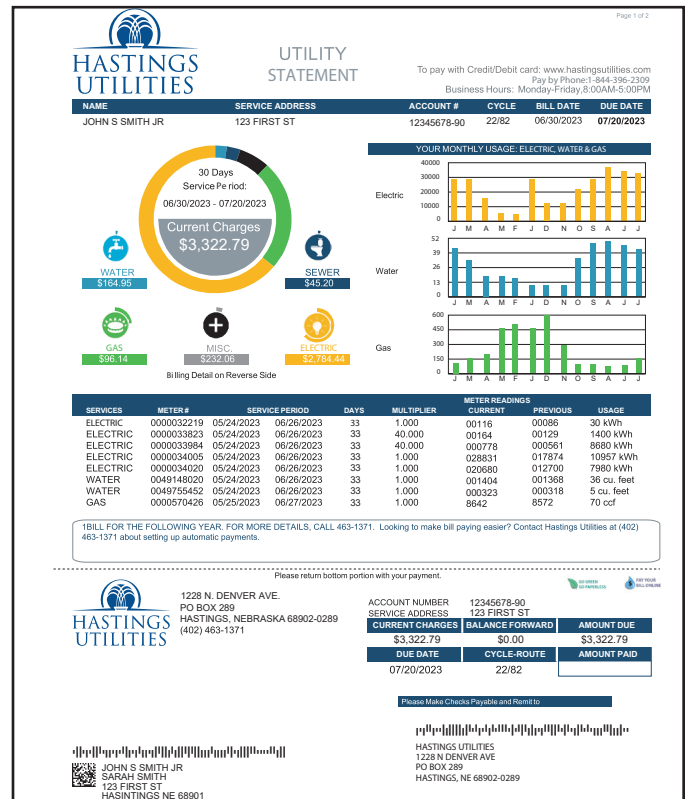 Page 1 of 2
HASTINGS
UTILITIES
UTILITY
STATEMENT
To pay with Credit/Debit card: www.hastingsutilities.com
Pay by Phone:1-844-396-2309
Business Hours: Monday-Friday,8:00AM-5:00PM
NAME SERVICE ADDRESS ACCOUNT # CYCLE BILL DATE DUE DATE
JOHN S SMITH JR 123 FIRST ST 12345678-90 22/82 06/30/2023 07/20/2023
30 Days
Service Period:
06/30/2023 - 07/20/2023
Current Charges
$3,322.79
WATER
$164.95
SEWER
$45.20
GAS
$96.14
MISC.
$232.06
ELECTRIC
$2,784.44
Billing Detail on Reverse Side
YOUR MONTHLY USAGE: ELECTRIC, WATER & GAS
Electric
40000
30000
20000
10000
0
J M A M F J D N O S A J J
Water
52
39
26
13
0
J M A M F J D N O S A J J
Gas
600
450
300
150
0
J M A M F J D N O S A J J
METER READINGS
SERVICES METER # SERVICE PERIOD DAYS MULTIPLIER CURRENT PREVIOUS USAGE
ELECTRIC 0000032219 05/24/2023 06/26/2023 33 1.000 00116 00086 30 kWh
ELECTRIC 0000033823 05/24/2023 06/26/2023 33 40.000 00164 00129 1400 kWh
ELECTRIC 0000033984 05/24/2023 06/26/2023 33 40.000 000778 000561 8680 kWh
ELECTRIC 0000034005 05/24/2023 06/26/2023 33 1.000 028831 017874 10957 kWh
ELECTRIC 0000034020 05/24/2023 06/26/2023 33 1.000 020680 012700 7980 kWh
WATER 0049148020 05/24/2023 06/26/2023 33 1.000 001404 001368 36 cu. feet
WATER 0049755452 05/24/2023 06/26/2023 33 1.000 000323 000318 5 cu. feet
GAS 0000570426 05/25/2023 06/27/2023 33 1.000 8642 8572 70 ccf
1BILL FOR THE FOLLOWING YEAR. FOR MORE DETAILS, CALL 463-1371. Looking to make bill paying easier? Contact Hastings Utilities at (402)
463-1371 about setting up automatic payments.
Please return bottom portion with your payment.
GO GREEN
GO PAPERLESS
PAY YOUR
BILL ONLINE
HASTINGS
UTILITIES
1228 N. DENVER AVE.
PO BOX 289
HASTINGS, NEBRASKA 68902-0289
(402) 463-1371
ACCOUNT NUMBER 12345678-90
SERVICE ADDRESS 123 FIRST ST
CURRENT CHARGES BALANCE FORWARD AMOUNT DUE
$3,322.79 $0.00 $3,322.79
DUE DATE CYCLE-ROUTE AMOUNT PAID
07/20/2023 22/82
Please Make Checks Payable and Remit to
HASTINGS UTILITIES
1228 N DENVER AVE
PO BOX 289
HASTINGS, NE 68902-0289
JOHN S SMITH JR
SARAH SMITH
123 FIRST ST
HASINTINGS NE 68901